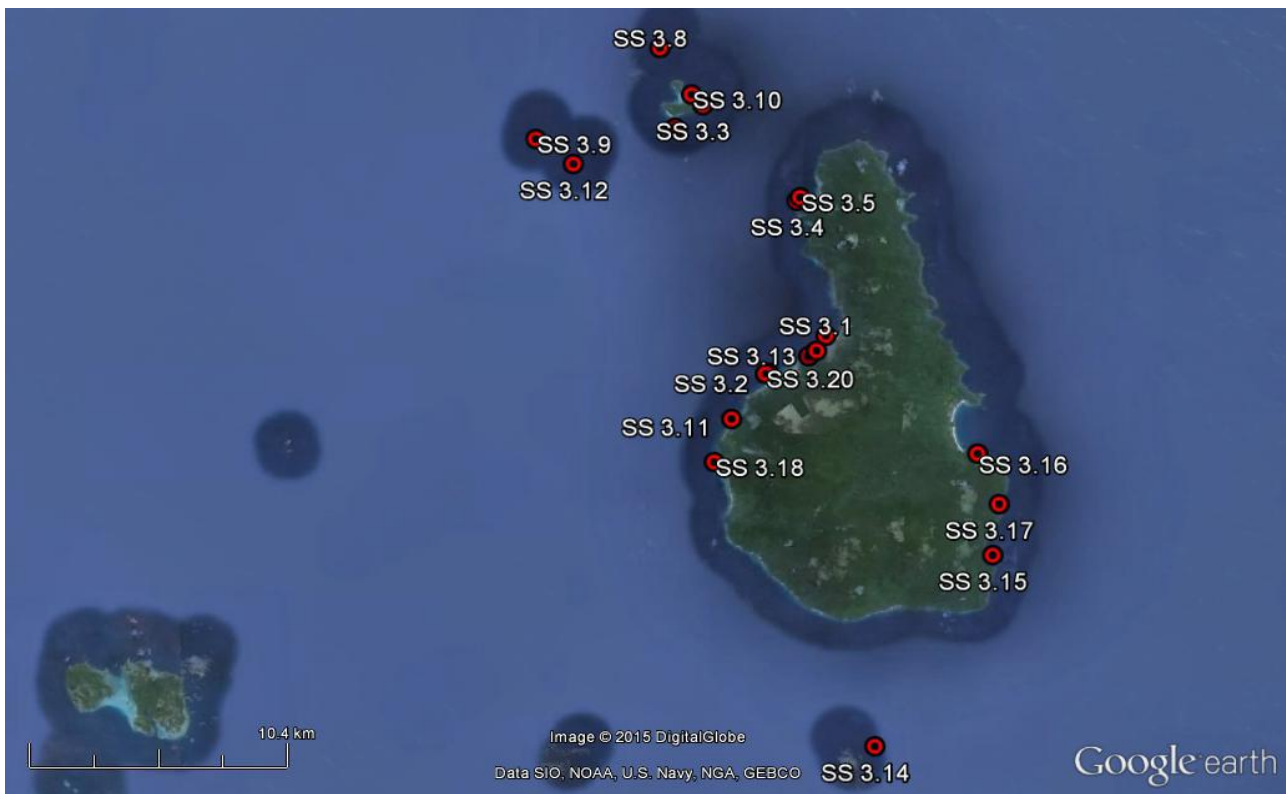 SS 3.8
SS 3.10
SS 3.3
SS 3.9
SS 3.12
SS 3.5
SS 3.4
SS 3.1
SS 3.13
SS 3.20
SS 3.2
SS 3.11
SS 3.18
SS 3.16
SS 3.17
SS 3.15
10.4 km
Image © 2015 DigitalGlobe
Data SIO, NOAA, U.S. Navy, NGA, GEBCO
SS 3.14
Google earth